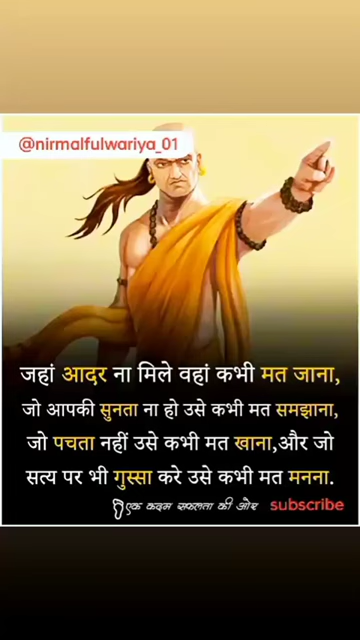 @nirmalfulwariya_01
जहां आदर ना मिले वहां कभी मत जाना,
जो आपकी सुनता ना हो उसे कभी मत समझाना,
जो पचता नहीं उसे कभी मत खाना,और जो
सत्य पर भी गुस्सा करे उसे कभी मत मनना.
एक कदम सफलता की ओर subscribe